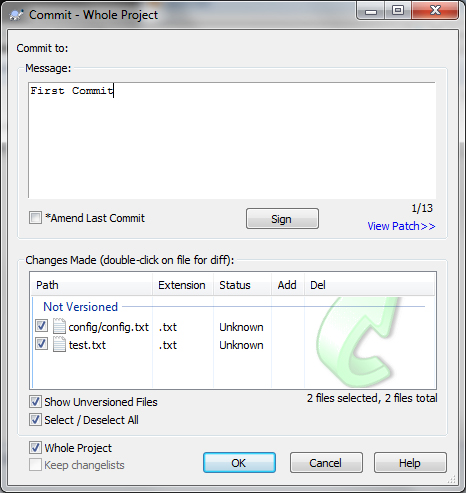 Commit - Whole Project
Commit to:
Message:
First Commit
1/13
*Amend Last Commit
Sign
View Patch>>
Changes Made (double-click on file for diff):
Path Extension Status Add Del
Not Versioned
config/config.txt .txt Unknown
test.txt .txt Unknown
Show Unversioned Files
2 files selected, 2 files total
Select / Deselect All
Whole Project
Keep changelists
OK
Cancel
Help